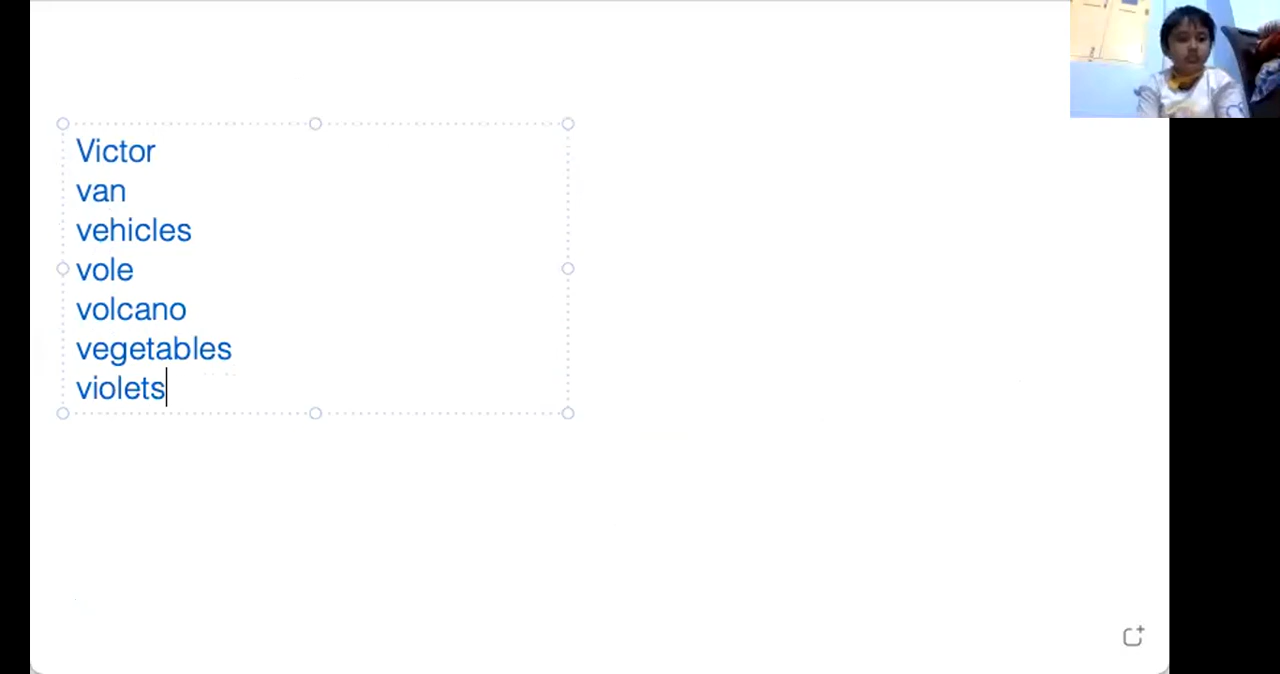 Victor
van
vehicles
vole
volcano
vegetables
violets